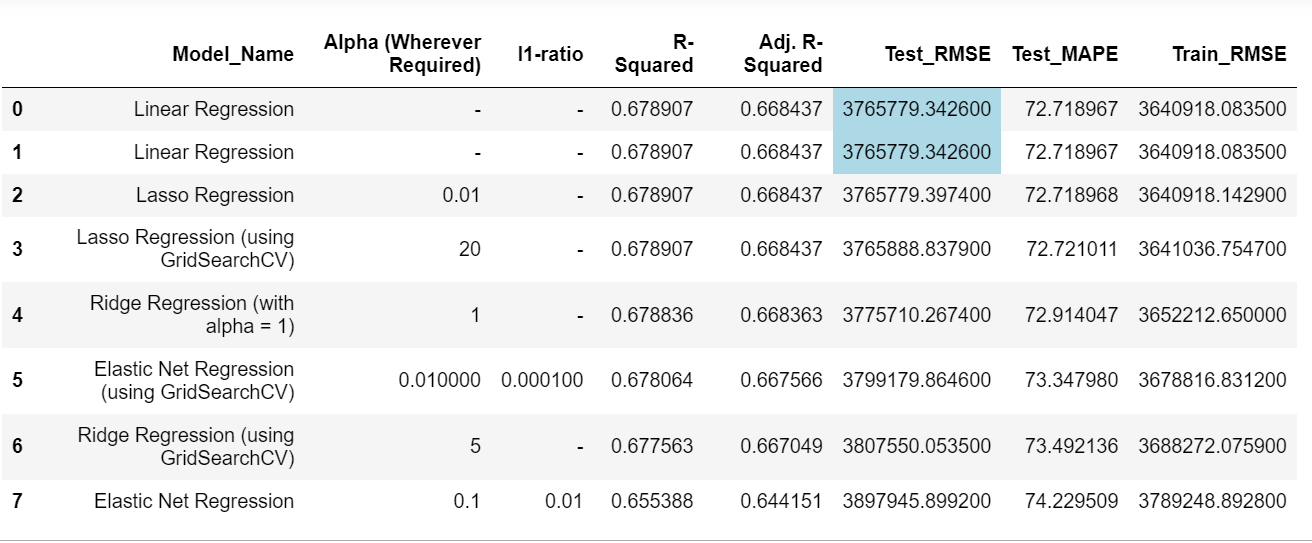 Model_Name Alpha (Wherever Required) l1-ratio R-Squared Adj. R-Squared Test_RMSE Test_MAPE Train_RMSE
0 Linear Regression - - 0.678907 0.668437 3765779.342600 72.718967 3640918.083500
1 Linear Regression - - 0.678907 0.668437 3765779.342600 72.718967 3640918.083500
2 Lasso Regression 0.01 - 0.678907 0.668437 3765779.397400 72.718968 3640918.142900
3 Lasso Regression (using GridSearchCV) 20 - 0.678907 0.668437 3765888.837900 72.721011 3641036.754700
4 Ridge Regression (with alpha = 1) 1 - 0.678836 0.668363 3775710.267400 72.914047 3652212.650000
5 Elastic Net Regression (using GridSearchCV) 0.010000 0.000100 0.678064 0.667566 3799179.864600 73.347980 3678816.831200
6 Ridge Regression (using GridSearchCV) 5 - 0.677563 0.667049 3807550.053500 73.492136 3688272.075900
7 Elastic Net Regression 0.1 0.01 0.655388 0.644151 3897945.899200 74.229509 3789248.892800